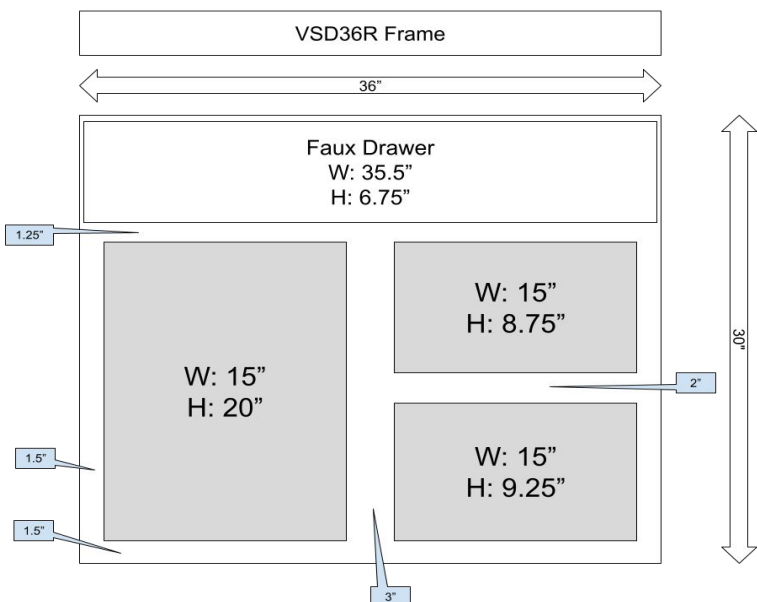 VSD36R Frame
36”
Faux Drawer
W: 35.5”
H: 6.75”
1.25”
W: 15”
H: 20”
W: 15”
H: 8.75”
2”
30”
W: 15”
H: 9.25”
1.5”
1.5”
3”